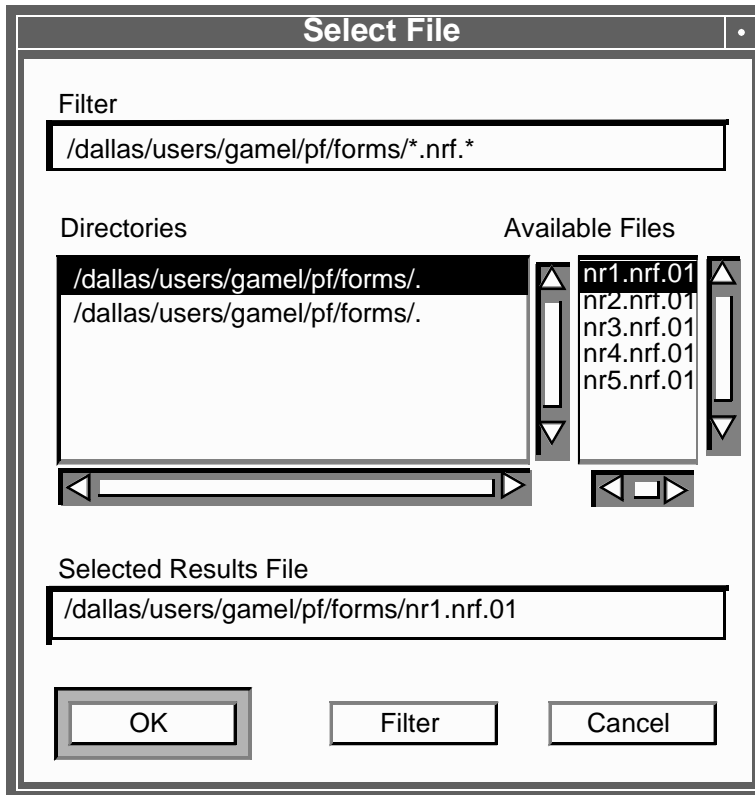 Select File
Filter
/dallas/users/gamel/pf/forms/*.nrf.*
Directories
Available Files
/dallas/users/gamel/pf/forms/.
/dallas/users/gamel/pf/forms/.
nr1.nrf.01
nr2.nrf.01
nr3.nrf.01
nr4.nrf.01
nr5.nrf.01
Selected Results File
/dallas/users/gamel/pf/forms/nr1.nrf.01
OK
Filter
Cancel